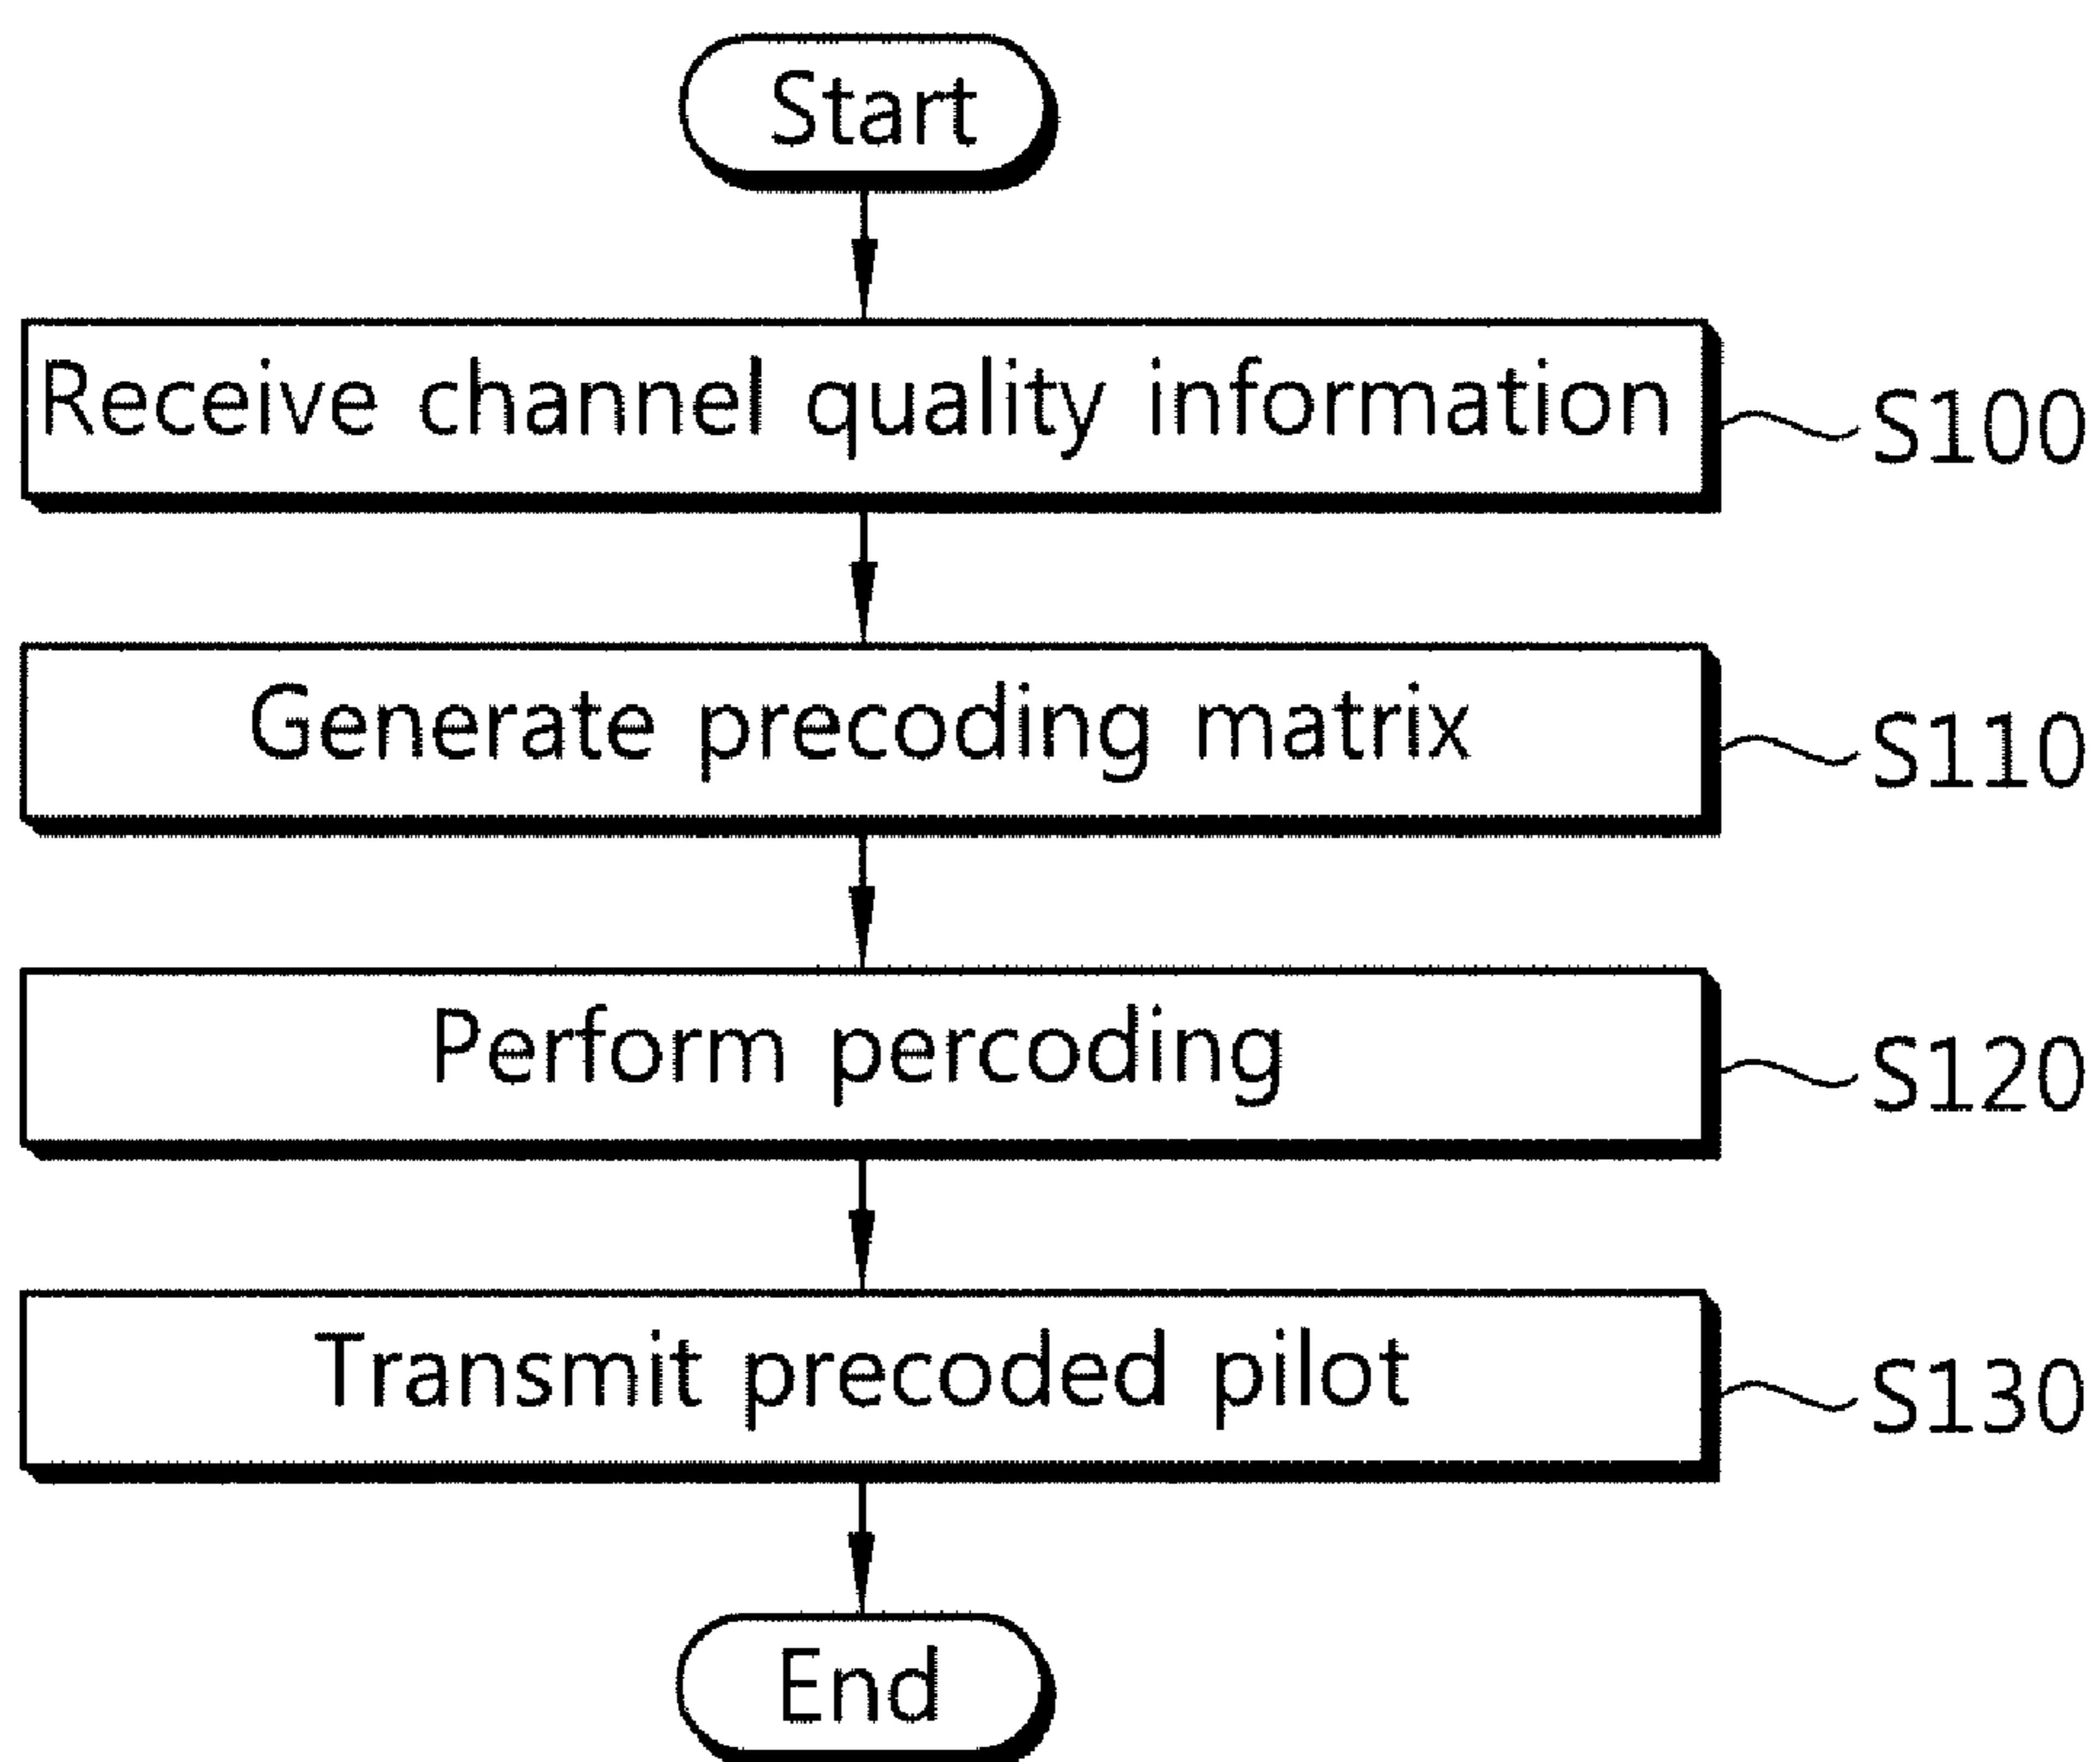 Start
Receive channel quality information
S100
Generate precoding matrix
S110
Perform percoding
S120
Transmit precoded pilot
S130
End